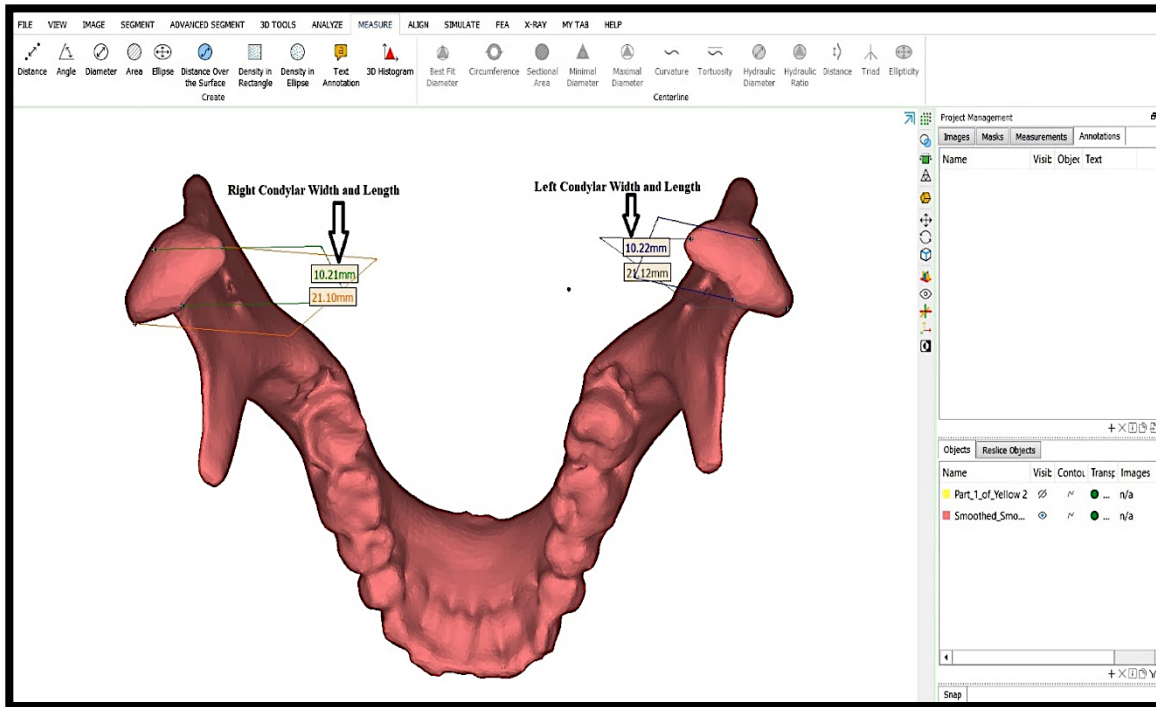 FILE VIEW IMAGE SEGMENT ADVANCED SEGMENT 3D TOOLS ANALYZE MEASURE ALIGN SIMULATE FEA X-RAY MY TAB HELP
Distance Angle Diameter Area Ellipse Distance Over the Surface Density in Rectangle Density in Ellipse Text Annotation 3D Histogram Best Fit Diameter Circumference Sectional Area Minimal Diameter Maximal Diameter Curvature Tortuosity Hydraulic Diameter Hydraulic Ratio Distance Triad Ellipticity
Create Centerline
Project Management
Images Masks Measurements Annotations
Name Visib Objec Text
Right Condylar Width and Length
Left Condylar Width and Length
10.21mm
21.10mm
10.22mm
21.12mm
Objects Reslice Objects
Name Visib Contou Transp Images
Part_1_of_Yellow 2 ... n/a
Smoothed_Smo... ... n/a
Snap